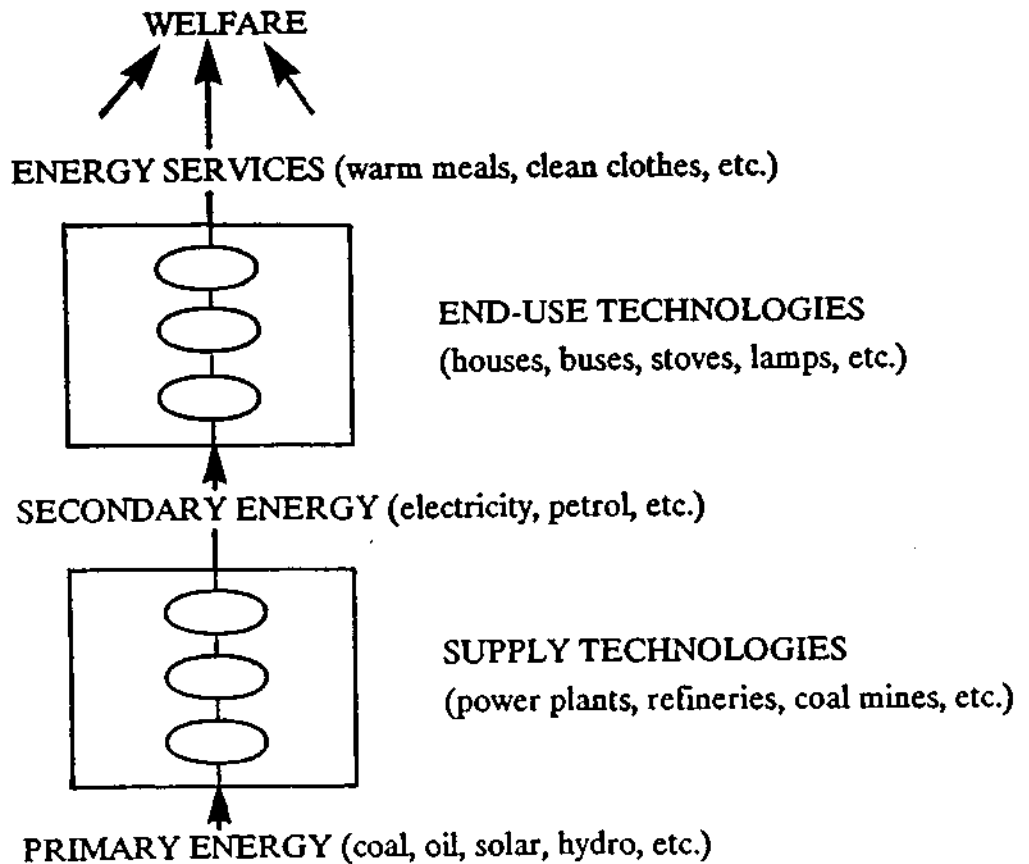 WELFARE
ENERGY SERVICES (warm meals, clean clothes, etc.)
END-USE TECHNOLOGIES
(houses, buses, stoves, lamps, etc.)
SECONDARY ENERGY (electricity, petrol, etc.)
SUPPLY TECHNOLOGIES
(power plants, refineries, coal mines, etc.)
PRIMARY ENERGY (coal, oil, solar, hydro, etc.)